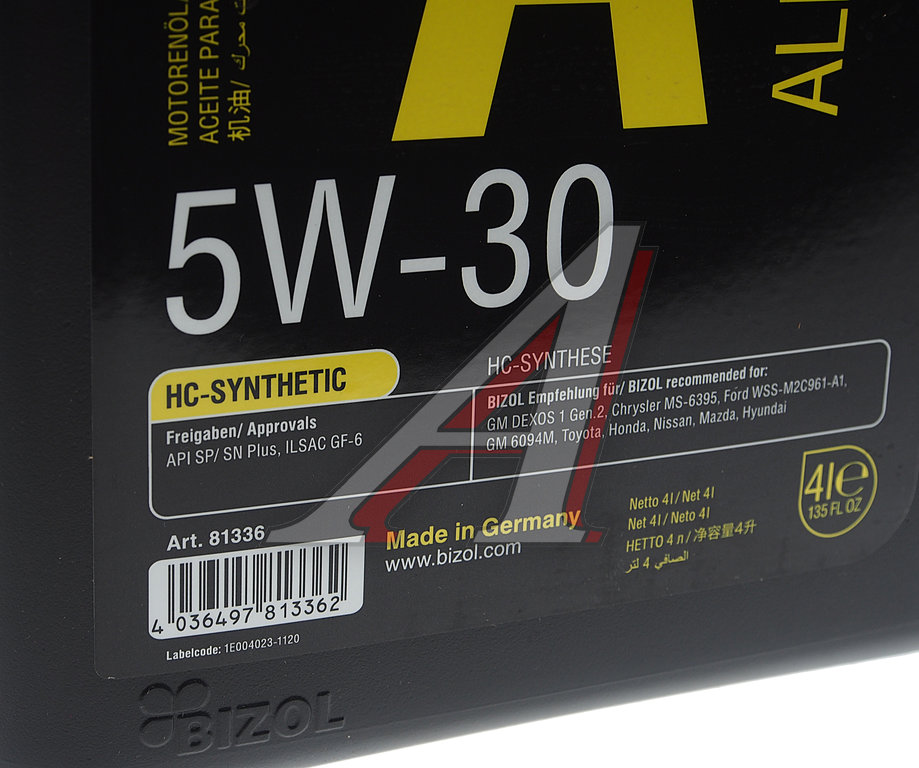 MOTORENÖL
ACEITE PARA
机油/ محرك
ALL
5W-30
HC-SYNTHETIC
HC-SYNTHESE
Freigaben/ Approvals
API SP/ SN Plus, ILSAC GF-6
BIZOL Empfehlung für/ BIZOL recommended for:
GM DEXOS 1 Gen.2, Chrysler MS-6395, Ford WSS-M2C961-A1,
GM 6094M, Toyota, Honda, Nissan, Mazda, Hyundai
4l e
135 FL OZ
Netto 4l / Net 4l
Net 4l / Neto 4l
НЕТТО 4 л / 净容量4升
الصافي 4 لتر
Art. 81336
Made in Germany
www.bizol.com
4 036497 813362
Labelcode: 1E004023-1120
BIZOL